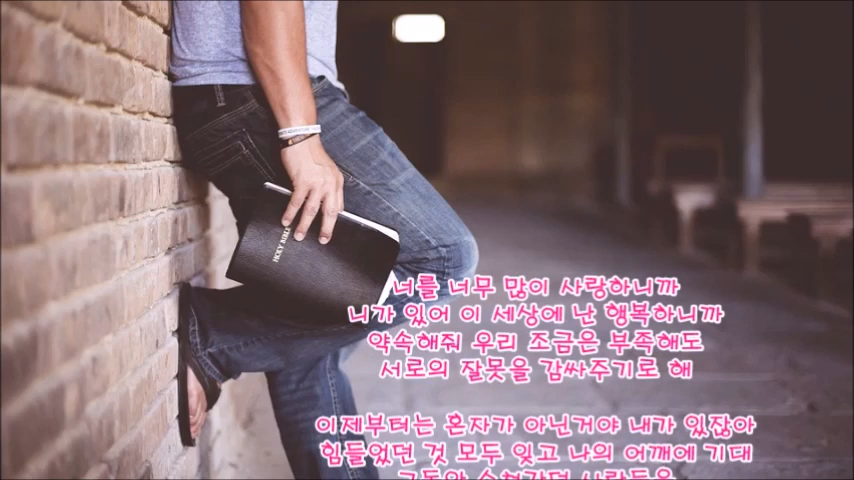 HOLY BIBLE
너를 너무 많이 사랑하니까
니가 있어 이 세상에 난 행복하니까
약속해줘 우리 조금은 부족해도
서로의 잘못을 감싸주기로 해
이제부터는 혼자가 아닌거야 내가 있잖아
힘들었던 것 모두 잊고 나의 어깨에 기대